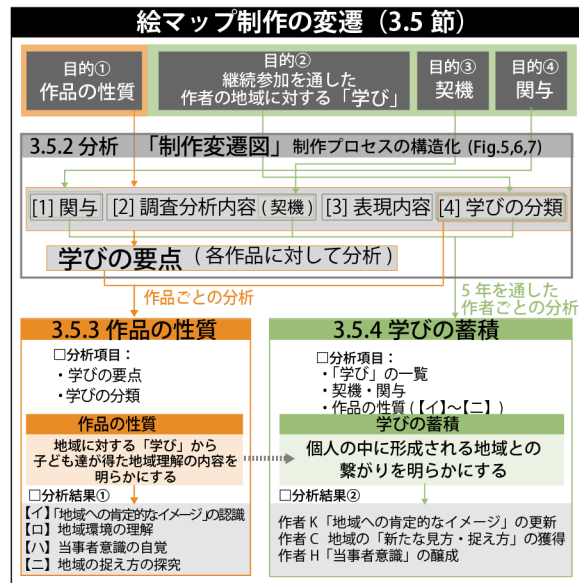 絵マップ制作の変遷（3.5 節）
目的①
作品の性質
目的②
継続参加を通した
作者の地域に対する「学び」
目的③
契機
目的④
関与
3.5.2 分析　「制作変遷図」制作プロセスの構造化 (Fig.5,6,7)
[1] 関与
[2] 調査分析内容 ( 契機 )
[3] 表現内容
[4] 学びの分類
学びの要点 ( 各作品に対して分析 )
作品ごとの分析
5 年を通した
作者ごとの分析
3.5.3 作品の性質
□分析項目：
・学びの要点
・学びの分類
作品の性質
地域に対する「学び」から
子ども達が得た地域理解の内容を
明らかにする
□分析結果①
【イ】「地域への肯定的なイメージ」の認識
【ロ】地域環境の理解
【ハ】当事者意識の自覚
【ニ】地域の捉え方の探究
3.5.4 学びの蓄積
□分析項目：
・「学び」の一覧
・契機・関与
・作品の性質 (【イ】～【ニ】)
学びの蓄積
個人の中に形成される地域との
繋がりを明らかにする
□分析結果②
作者 K「地域への肯定的なイメージ」の更新
作者 C　地域の「新たな見方・捉え方」の獲得
作者 H「当事者意識」の醸成